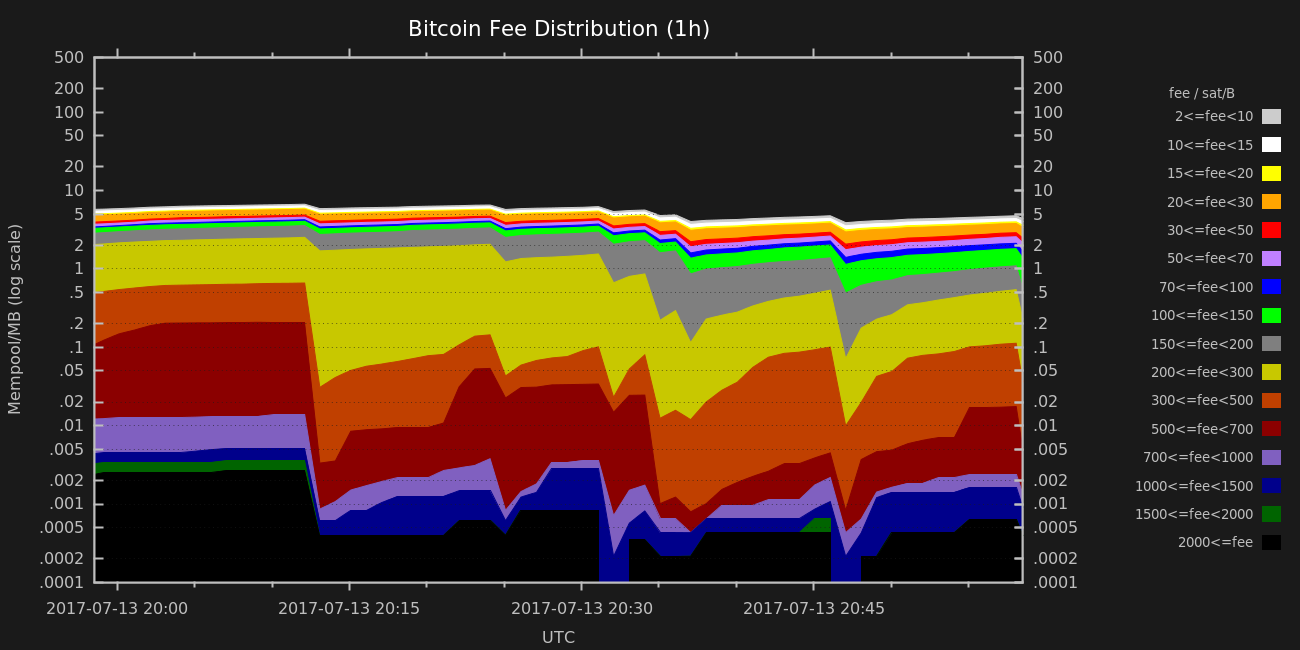 Bitcoin Fee Distribution (1h)
500 500
200 200
100 100
50 50
20 20
10 10
5 5
2 2
1 1
.5 .5
.2 .2
.1 .1
.05 .05
.02 .02
.01 .01
.005 .005
.002 .002
.001 .001
.0005 .0005
.0002 .0002
.0001 .0001
Mempool/MB (log scale)
2017-07-13 20:00 2017-07-13 20:15 2017-07-13 20:30 2017-07-13 20:45
UTC
fee / sat/B
2<=fee<10
10<=fee<15
15<=fee<20
20<=fee<30
30<=fee<50
50<=fee<70
70<=fee<100
100<=fee<150
150<=fee<200
200<=fee<300
300<=fee<500
500<=fee<700
700<=fee<1000
1000<=fee<1500
1500<=fee<2000
2000<=fee